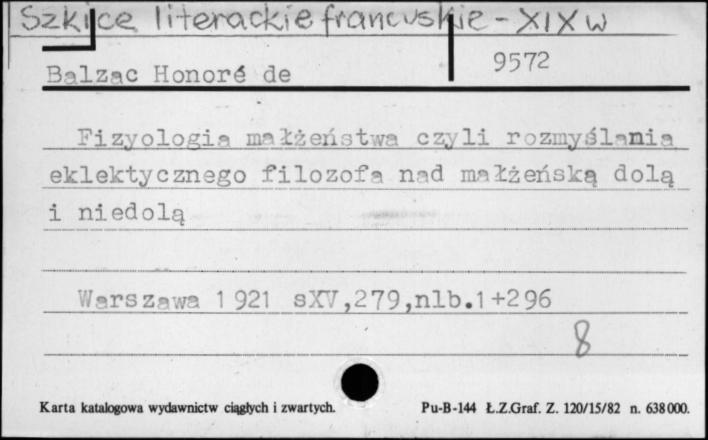 Szkice literackie francuskie - XIX w
Balzac Honoré de
9572
Fizyologia małżeństwa czyli rozmyślania
eklektycznego filozofa nad małżeńską dolą
i niedolą
Warszawa 1921 sXV,279,nlb.1+296
8
Karta katalogowa wydawnictw ciągłych i zwartych.
Pu-B-144 Ł.Z.Graf. Z. 120/15/82 n. 638000.